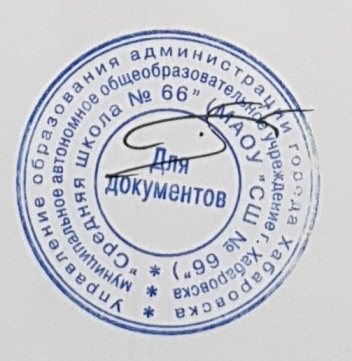 Управление образования администрации города Хабаровска *
муниципальное автономное общеобразовательное учреждение г. Хабаровска *
"Средняя школа № 66" (МАОУ "СШ № 66") *
Для
документов